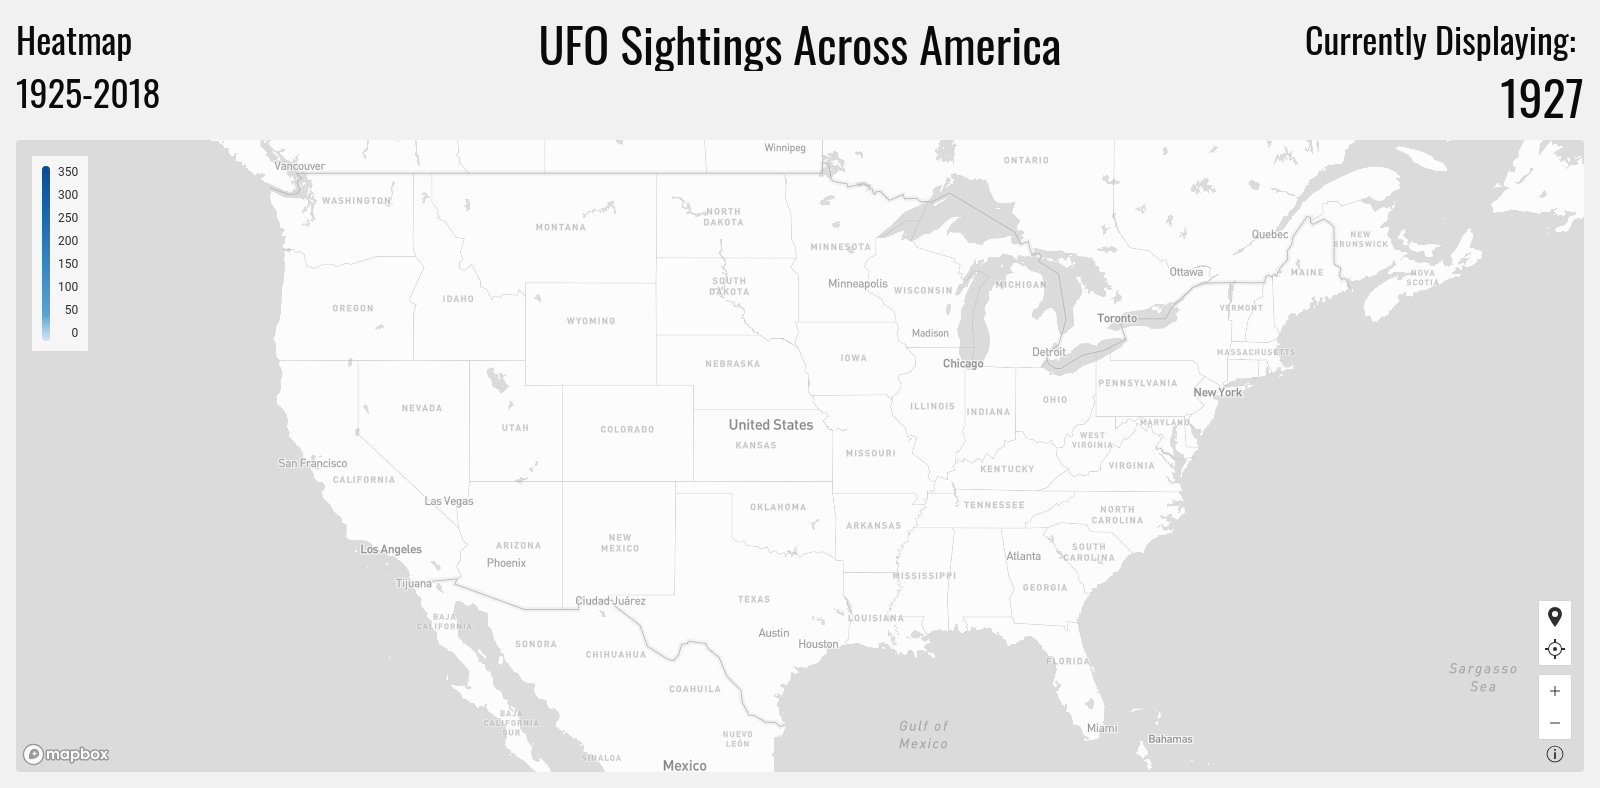 Heatmap
1925-2018
UFO Sightings Across America
Currently Displaying:
1927
350
300
250
200
150
100
50
0
Vancouver
Winnipeg
ONTARIO
WASHINGTON
MONTANA
NORTH
DAKOTA
MINNESOTA
Quebec
NEW
BRUNSWICK
Ottawa
MAINE
NOVA
SCOTIA
SOUTH
DAKOTA
Minneapolis
WISCONSIN
MICHIGAN
IDAHO
OREGON
WYOMING
VERMONT
Toronto
Madison
Detroit
MASSACHUSETTS
Chicago
IOWA
NEBRASKA
PENNSYLVANIA
New York
NEVADA
UTAH
COLORADO
United States
KANSAS
ILLINOIS
INDIANA
OHIO
MARYLAND
WEST
VIRGINIA
VIRGINIA
MISSOURI
KENTUCKY
San Francisco
CALIFORNIA
Las Vegas
OKLAHOMA
TENNESSEE
NORTH
CAROLINA
ARKANSAS
Los Angeles
ARIZONA
Phoenix
NEW
MEXICO
Atlanta
SOUTH
CAROLINA
MISSISSIPPI
GEORGIA
Tijuana
Ciudad Juárez
TEXAS
BAJA
CALIFORNIA
LOUISIANA
Austin
Houston
SONORA
CHIHUAHUA
FLORIDA
Sargasso
Sea
COAHUILA
BAJA
CALIFORNIA
SUR
Gulf of
Mexico
Miami
Bahamas
NUEVO
LEÓN
SINALOA
Mexico
mapbox